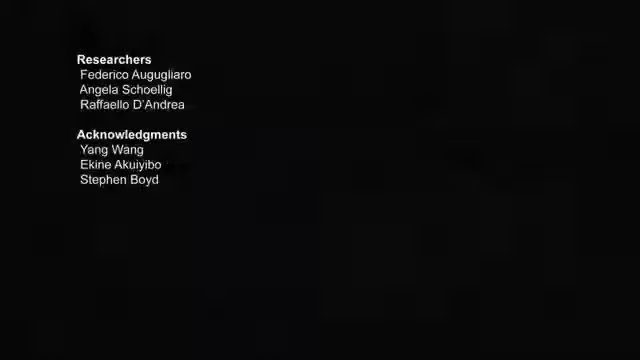 Researchers
Federico Augugliaro
Angela Schoellig
Raffaello D'Andrea
Acknowledgments
Yang Wang
Ekine Akuiyibo
Stephen Boyd